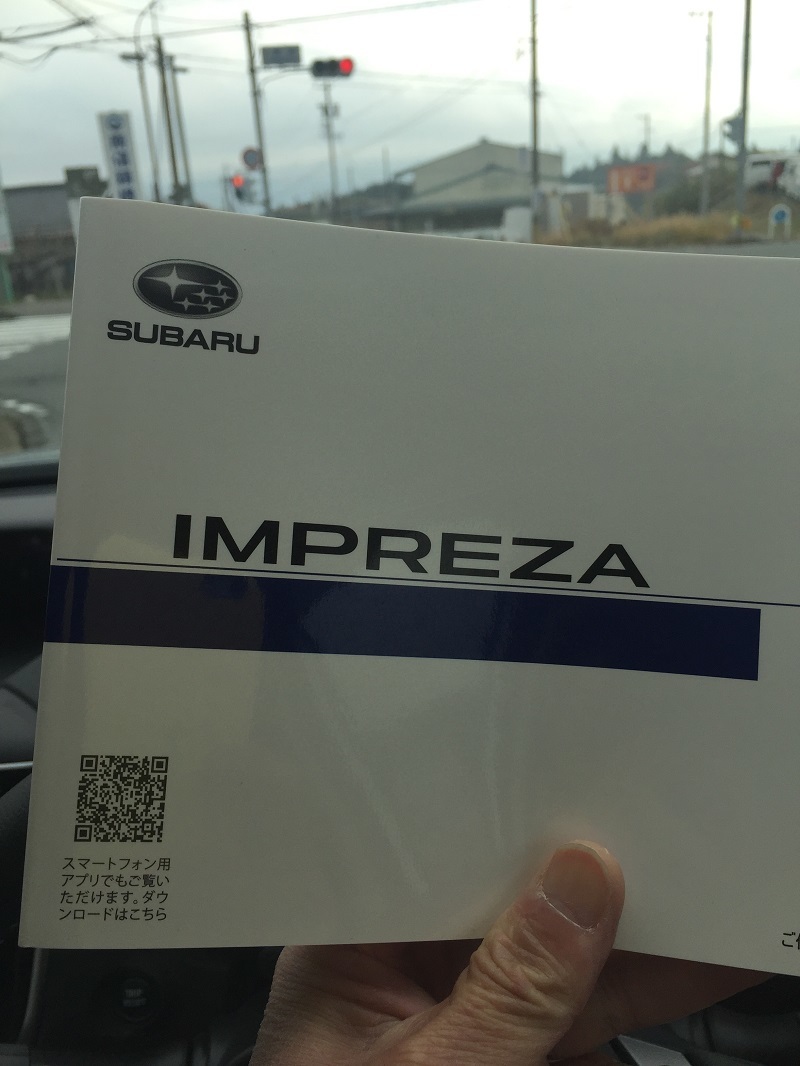 SUBARU
IMPREZA
スマートフォン用
アプリでもご覧い
ただけます。ダウ
ンロードはこちら